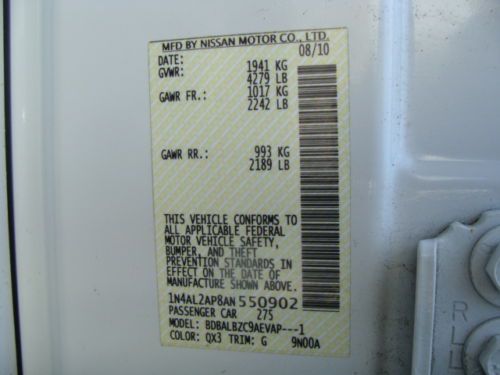 MFD BY NISSAN MOTOR CO., LTD.
DATE: 08/10
GVWR: 1941 KG
4279 LB
GAWR FR.: 1017 KG
2242 LB
GAWR RR.: 993 KG
2189 LB
THIS VEHICLE CONFORMS TO
ALL APPLICABLE FEDERAL
MOTOR VEHICLE SAFETY,
BUMPER, AND THEFT
PREVENTION STANDARDS IN
EFFECT ON THE DATE OF
MANUFACTURE SHOWN ABOVE.
1N4AL2AP8AN550902
PASSENGER CAR 275
MODEL: BDBALBZC9AEVAP---1
COLOR: QX3 TRIM: G 9N00A